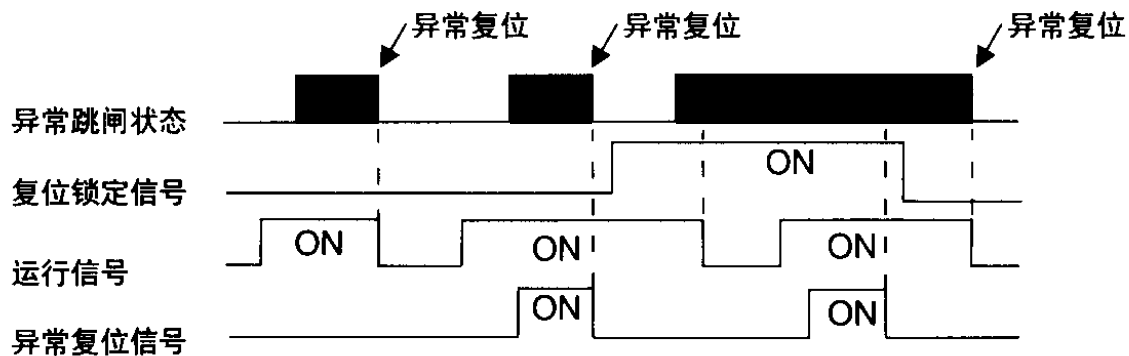 异常复位 异常复位 异常复位
异常跳闸状态
ON
复位锁定信号
ON ON ON
运行信号
ON ON
异常复位信号